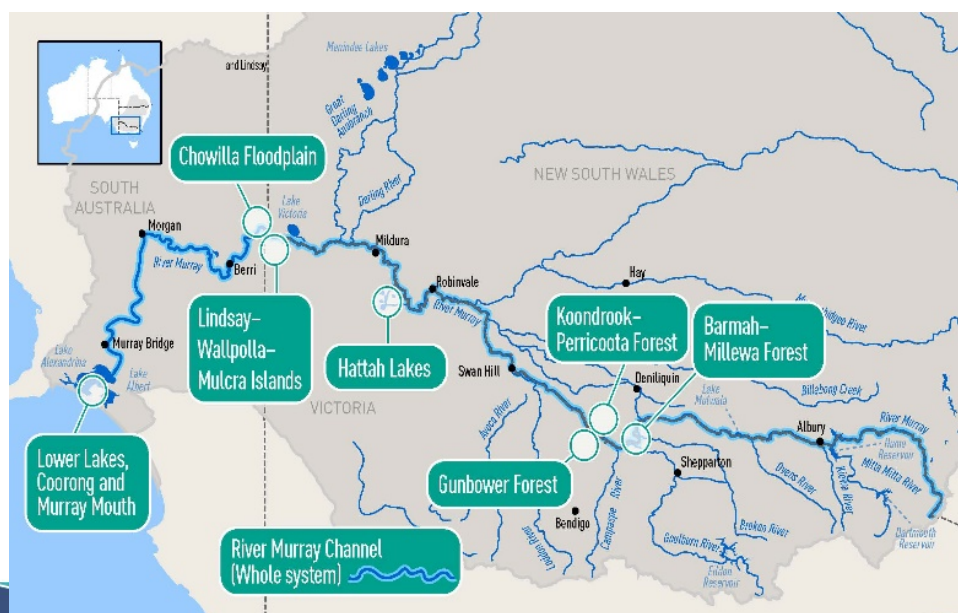 and Lindsay
Menindee Lakes
Great
Darling
Anabranch
Chowilla Floodplain
NEW SOUTH WALES
SOUTH
AUSTRALIA
Lake
Victoria
Darling River
Morgan
Mildura
River Murray
Berri
Robinvale
Hay
River Murray
Murrumbidgee River
Lindsay–
Wallpolla–
Mulcra Islands
Hattah Lakes
Koondrook–
Perricoota Forest
Barmah–
Millewa Forest
Murray Bridge
Lake
Alexandrina
Lake
Albert
Swan Hill
Deniliquin
Lake
Mulwala
Billabong Creek
VICTORIA
Avoca River
Albury
River Murray
Hume
Reservoir
Lower Lakes,
Coorong and
Murray Mouth
Gunbower Forest
Shepparton
Ovens River
Kiewa River
Mitta Mitta River
Bendigo
Campaspe River
Loddon River
Broken River
Goulburn River
Dartmouth
Reservoir
Eildon
Reservoir
River Murray Channel
(Whole system)